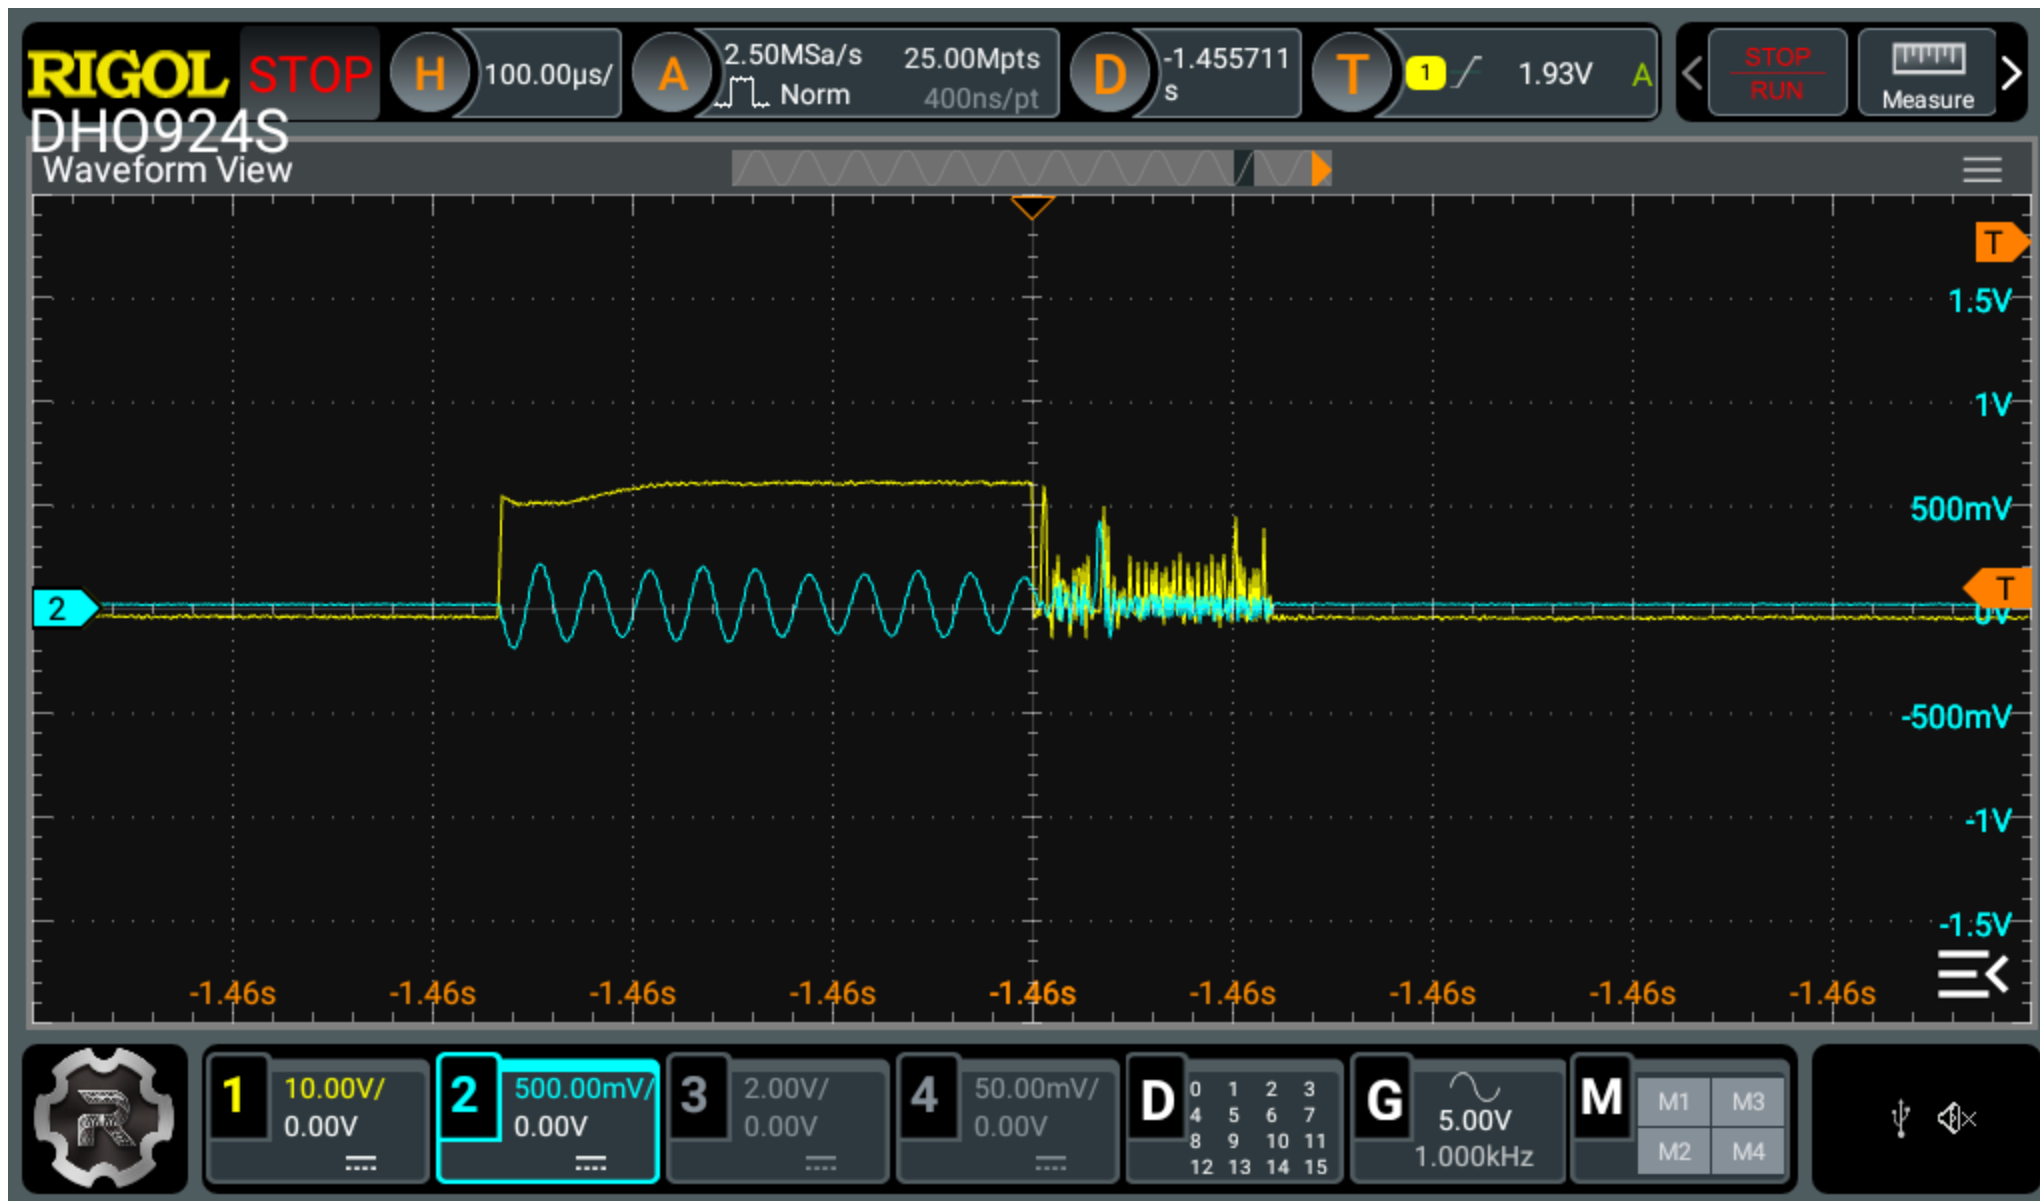 RIGOL STOP H 100.00µs/ A 2.50MSa/s 25.00Mpts D -1.455711 T 1 1.93V A STOP
Norm 400ns/pt s RUN Measure
DHO924S
Waveform View
T
1.5V
1V
500mV
2 T
0V
-500mV
-1V
-1.5V
-1.46s -1.46s -1.46s -1.46s -1.46s -1.46s -1.46s -1.46s -1.46s
R
1 10.00V/ 2 500.00mV/ 3 2.00V/ 4 50.00mV/ D 0 1 2 3 G 5.00V M M1 M3
0.00V 0.00V 0.00V 0.00V 4 5 6 7 1.000kHz M2 M4
8 9 10 11
12 13 14 15